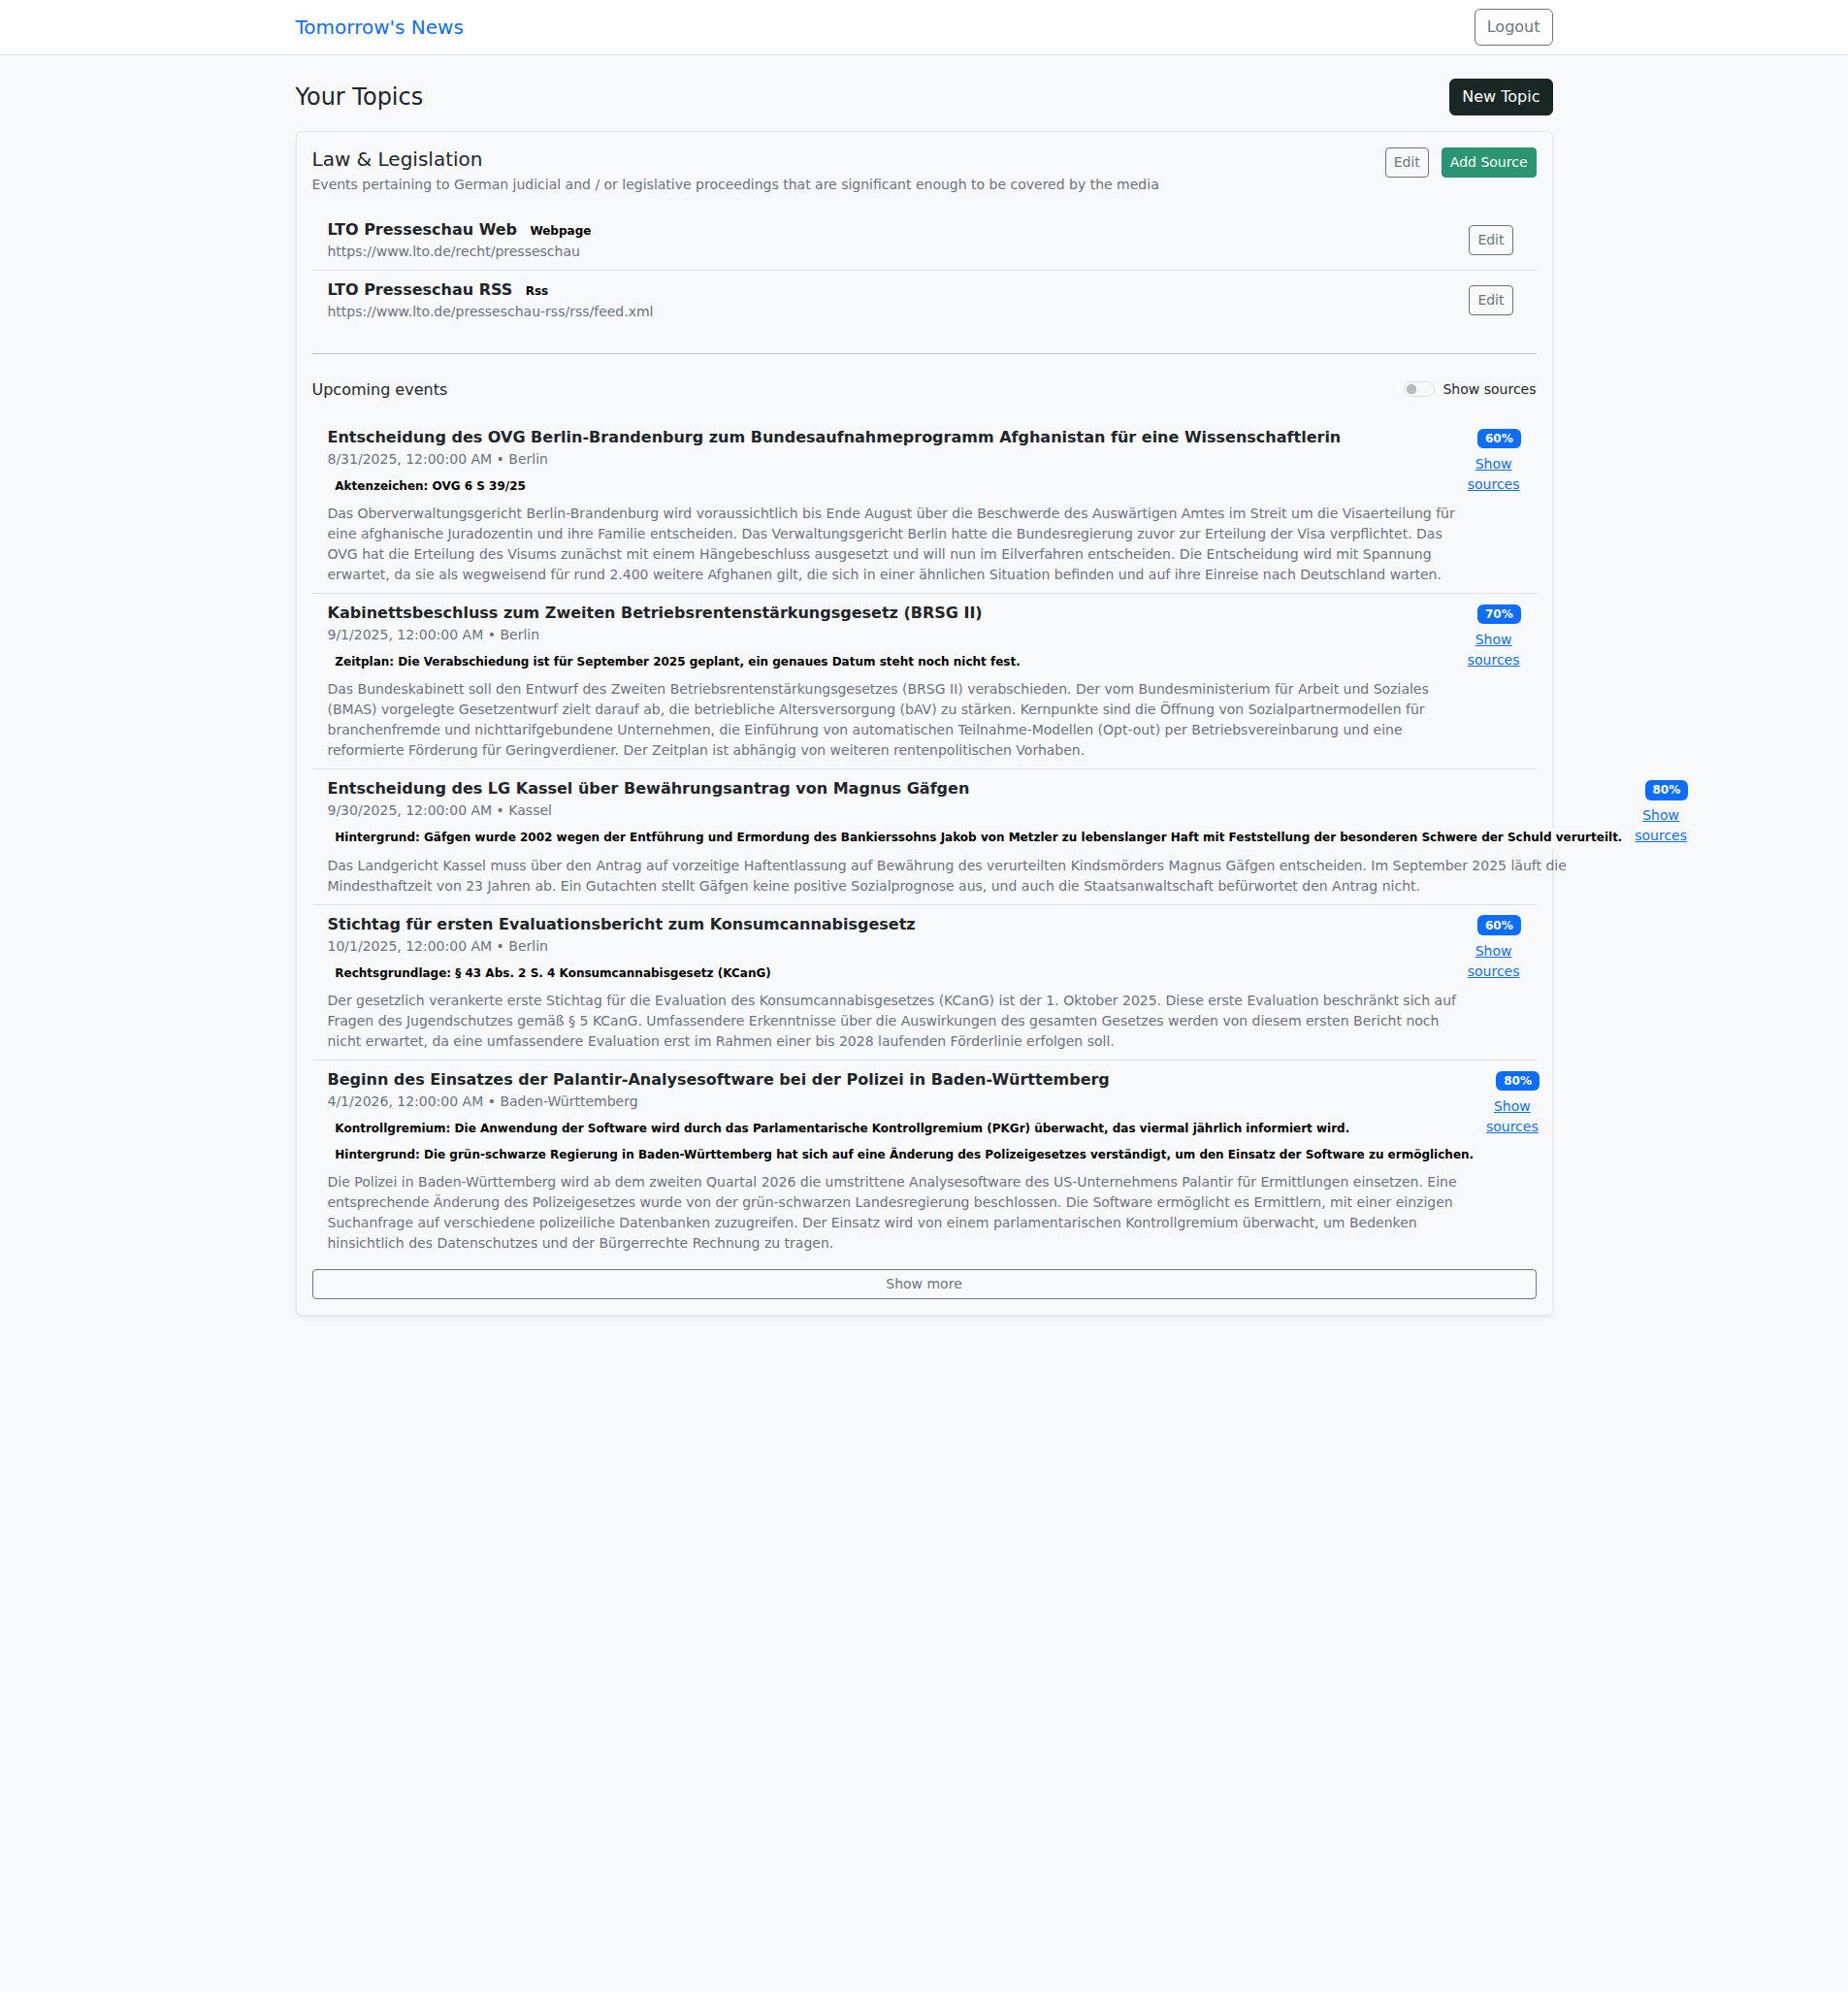 Tomorrow's News
Logout
Your Topics
New Topic
Law & Legislation
Edit
Add Source
Events pertaining to German judicial and / or legislative proceedings that are significant enough to be covered by the media
LTO Presseschau Web Webpage
https://www.lto.de/recht/presseschau
Edit
LTO Presseschau RSS Rss
https://www.lto.de/presseschau-rss/rss/feed.xml
Edit
Upcoming events
Show sources
Entscheidung des OVG Berlin-Brandenburg zum Bundesaufnahmeprogramm Afghanistan für eine Wissenschaftlerin
60%
8/31/2025, 12:00:00 AM • Berlin
Show
sources
Aktenzeichen: OVG 6 S 39/25
Das Oberverwaltungsgericht Berlin-Brandenburg wird voraussichtlich bis Ende August über die Beschwerde des Auswärtigen Amtes im Streit um die Visaerteilung für
eine afghanische Juradozentin und ihre Familie entscheiden. Das Verwaltungsgericht Berlin hatte die Bundesregierung zuvor zur Erteilung der Visa verpflichtet. Das
OVG hat die Erteilung des Visums zunächst mit einem Hängebeschluss ausgesetzt und will nun im Eilverfahren entscheiden. Die Entscheidung wird mit Spannung
erwartet, da sie als wegweisend für rund 2.400 weitere Afghanen gilt, die sich in einer ähnlichen Situation befinden und auf ihre Einreise nach Deutschland warten.
Kabinettsbeschluss zum Zweiten Betriebsrentenstärkungsgesetz (BRSG II)
70%
9/1/2025, 12:00:00 AM • Berlin
Show
sources
Zeitplan: Die Verabschiedung ist für September 2025 geplant, ein genaues Datum steht noch nicht fest.
Das Bundeskabinett soll den Entwurf des Zweiten Betriebsrentenstärkungsgesetzes (BRSG II) verabschieden. Der vom Bundesministerium für Arbeit und Soziales
(BMAS) vorgelegte Gesetzentwurf zielt darauf ab, die betriebliche Altersversorgung (bAV) zu stärken. Kernpunkte sind die Öffnung von Sozialpartnermodellen für
branchenfremde und nichttarifgebundene Unternehmen, die Einführung von automatischen Teilnahme-Modellen (Opt-out) per Betriebsvereinbarung und eine
reformierte Förderung für Geringverdiener. Der Zeitplan ist abhängig von weiteren rentenpolitischen Vorhaben.
Entscheidung des LG Kassel über Bewährungsantrag von Magnus Gäfgen
80%
9/30/2025, 12:00:00 AM • Kassel
Show
sources
Hintergrund: Gäfgen wurde 2002 wegen der Entführung und Ermordung des Bankierssohns Jakob von Metzler zu lebenslanger Haft mit Feststellung der besonderen Schwere der Schuld verurteilt.
Das Landgericht Kassel muss über den Antrag auf vorzeitige Haftentlassung auf Bewährung des verurteilten Kindsmörders Magnus Gäfgen entscheiden. Im September 2025 läuft die
Mindesthaftzeit von 23 Jahren ab. Ein Gutachten stellt Gäfgen keine positive Sozialprognose aus, und auch die Staatsanwaltschaft befürwortet den Antrag nicht.
Stichtag für ersten Evaluationsbericht zum Konsumcannabisgesetz
60%
10/1/2025, 12:00:00 AM • Berlin
Show
sources
Rechtsgrundlage: § 43 Abs. 2 S. 4 Konsumcannabisgesetz (KCanG)
Der gesetzlich verankerte erste Stichtag für die Evaluation des Konsumcannabisgesetzes (KCanG) ist der 1. Oktober 2025. Diese erste Evaluation beschränkt sich auf
Fragen des Jugendschutzes gemäß § 5 KCanG. Umfassendere Erkenntnisse über die Auswirkungen des gesamten Gesetzes werden von diesem ersten Bericht noch
nicht erwartet, da eine umfassendere Evaluation erst im Rahmen einer bis 2028 laufenden Förderlinie erfolgen soll.
Beginn des Einsatzes der Palantir-Analysesoftware bei der Polizei in Baden-Württemberg
80%
4/1/2026, 12:00:00 AM • Baden-Württemberg
Show
sources
Kontrollgremium: Die Anwendung der Software wird durch das Parlamentarische Kontrollgremium (PKGr) überwacht, das viermal jährlich informiert wird.
Hintergrund: Die grün-schwarze Regierung in Baden-Württemberg hat sich auf eine Änderung des Polizeigesetzes verständigt, um den Einsatz der Software zu ermöglichen.
Die Polizei in Baden-Württemberg wird ab dem zweiten Quartal 2026 die umstrittene Analysesoftware des US-Unternehmens Palantir für Ermittlungen einsetzen. Eine
entsprechende Änderung des Polizeigesetzes wurde von der grün-schwarzen Landesregierung beschlossen. Die Software ermöglicht es Ermittlern, mit einer einzigen
Suchanfrage auf verschiedene polizeiliche Datenbanken zuzugreifen. Der Einsatz wird von einem parlamentarischen Kontrollgremium überwacht, um Bedenken
hinsichtlich des Datenschutzes und der Bürgerrechte Rechnung zu tragen.
Show more